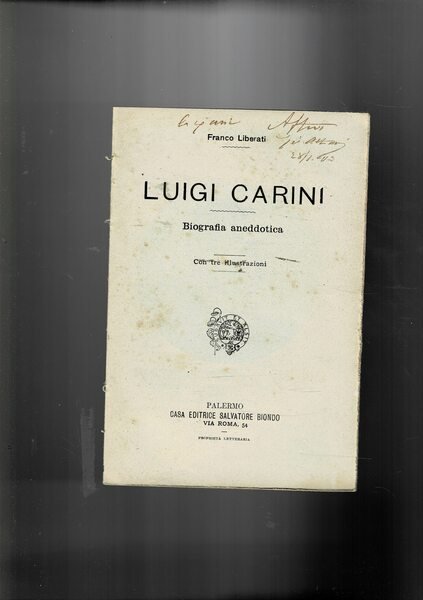 Franco Liberati
LUIGI CARINI
Biografia aneddotica
Con tre illustrazioni
PALERMO
CASA EDITRICE SALVATORE BIONDO
VIA ROMA, 54
PROPRIETÀ LETTERARIA